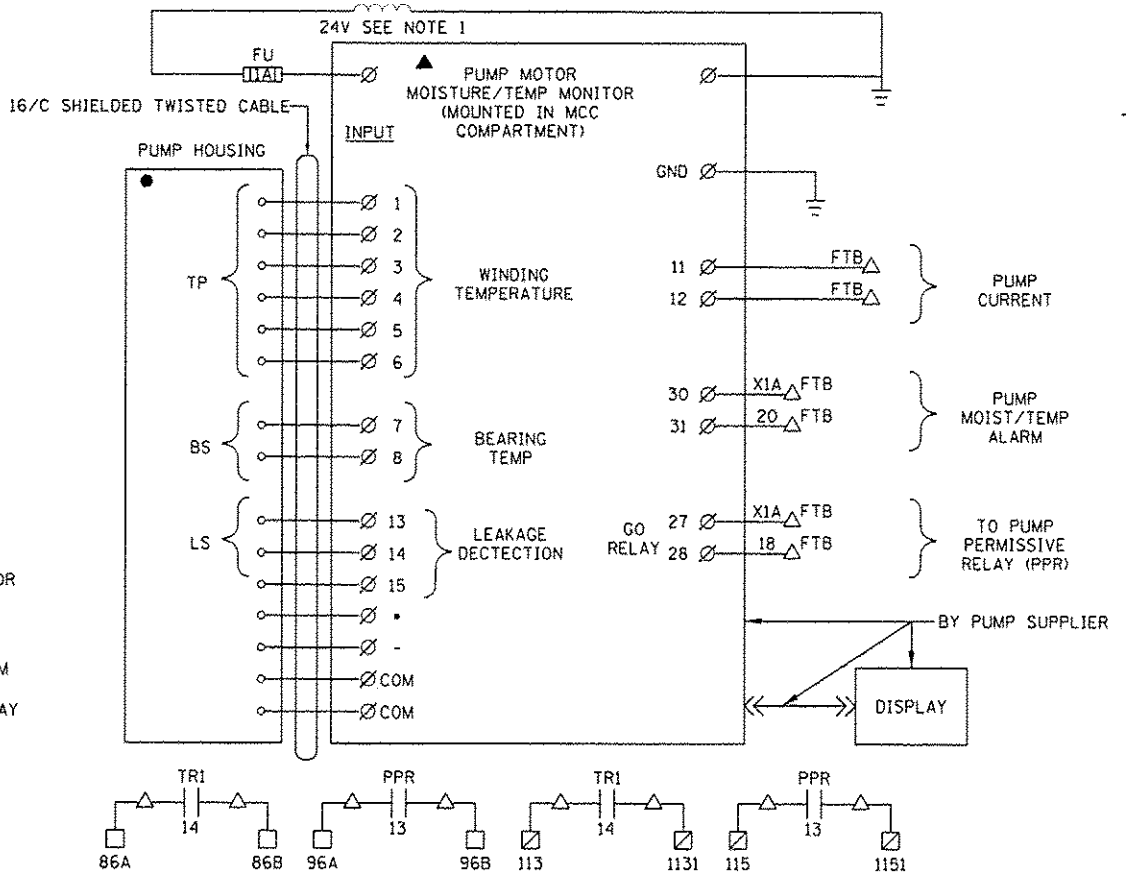 24V SEE NOTE 1
FU
11A1
PUMP MOTOR
MOISTURE/TEMP MONITOR
(MOUNTED IN MCC
COMPARTMENT)
16/C SHIELDED TWISTED CABLE
INPUT
PUMP HOUSING
GND
TP
1
2
3
4
5
6
WINDING
TEMPERATURE
11 FTB
12 FTB
PUMP
CURRENT
30 X1A FTB
31 20 FTB
PUMP
MOIST/TEMP
ALARM
BS
7
8
BEARING
TEMP
LS
13
14
15
LEAKAGE
DECTECTION
GO
RELAY
27 X1A FTB
28 18 FTB
TO PUMP
PERMISSIVE
RELAY (PPR)
-
COM
COM
OR
M
AY
BY PUMP SUPPLIER
DISPLAY
TR1
14
86A 86B
PPR
13
96A 96B
TR1
14
113 1131
PPR
13
115 1151